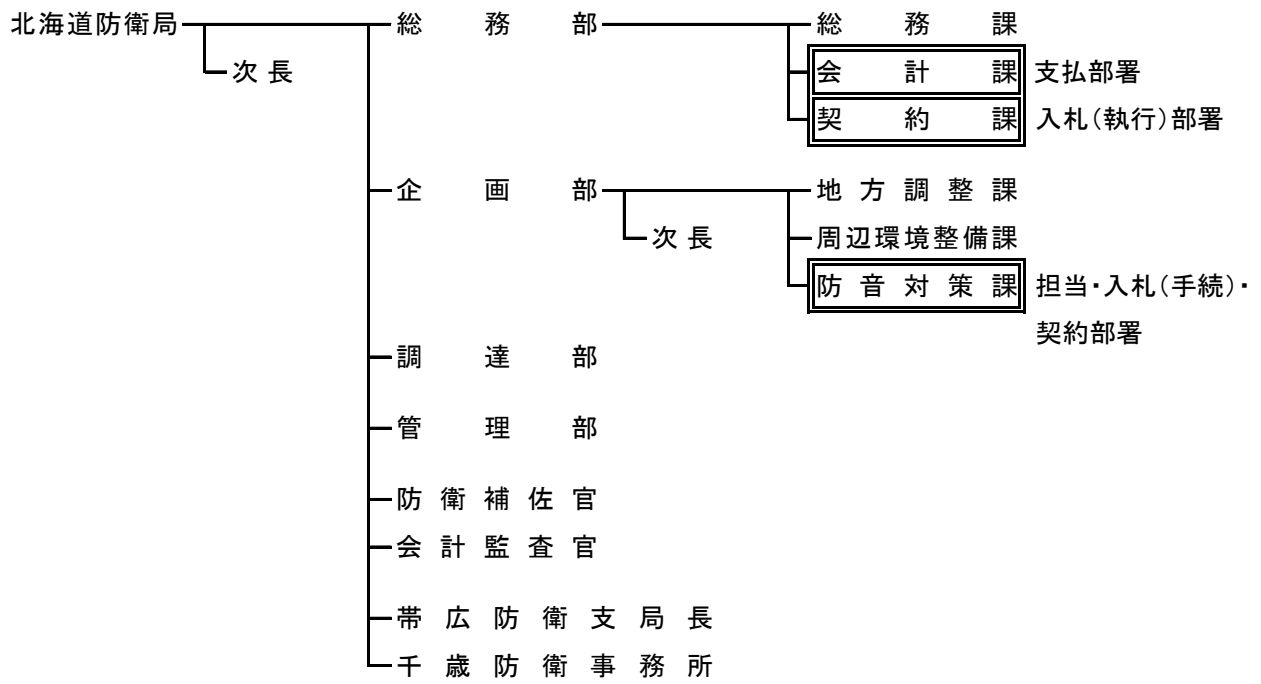 北海道防衛局 総務部 総務課
次長 会計課 支払部署
契約課 入札(執行)部署
企画部 地方調整課
次長 周辺環境整備課
防音対策課 担当・入札(手続)・
契約部署
調達部
管理部
防衛補佐官
会計監査官
帯広防衛支局長
千歳防衛事務所